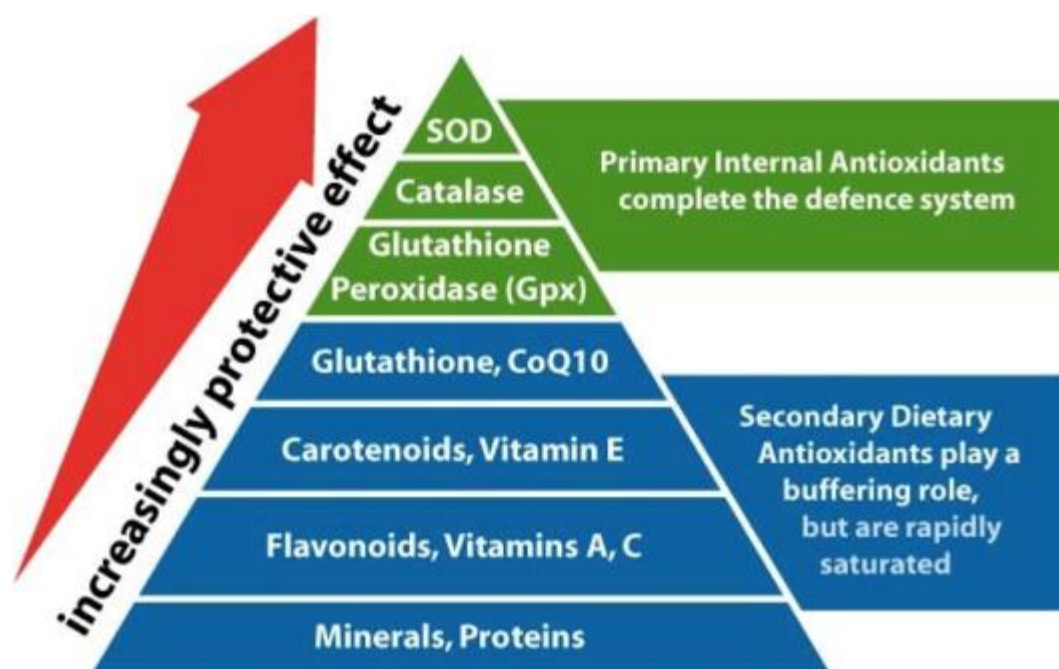 increasingly protective effect
SOD
Catalase
Glutathione
Peroxidase (Gpx)
Glutathione, CoQ10
Carotenoids, Vitamin E
Flavonoids, Vitamins A, C
Minerals, Proteins
Primary Internal Antioxidants
complete the defence system
Secondary Dietary
Antioxidants play a
buffering role,
but are rapidly
saturated